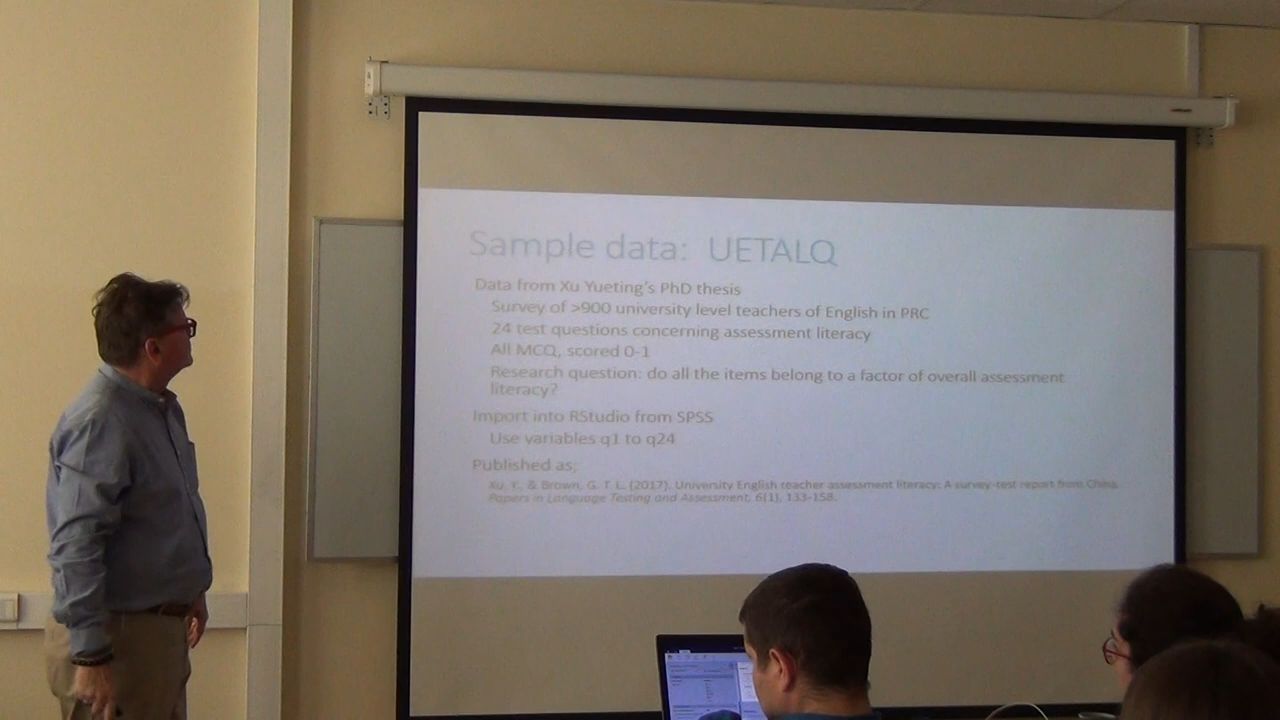 Sample data: UETALQ
Data from Xu Yueting's PhD thesis
Survey of >900 university level teachers of English in PRC
24 test questions concerning assessment literacy
All MCQ, scored 0-1
Research question: do all the items belong to a factor of overall assessment
literacy?
Import into RStudio from SPSS
Use variables q1 to q24
Published as;
Xu, Y., & Brown, G. T. L. (2017). University English teacher assessment literacy: A survey-test report from China.
Papers in Language Testing and Assessment, 6(1), 133-158.